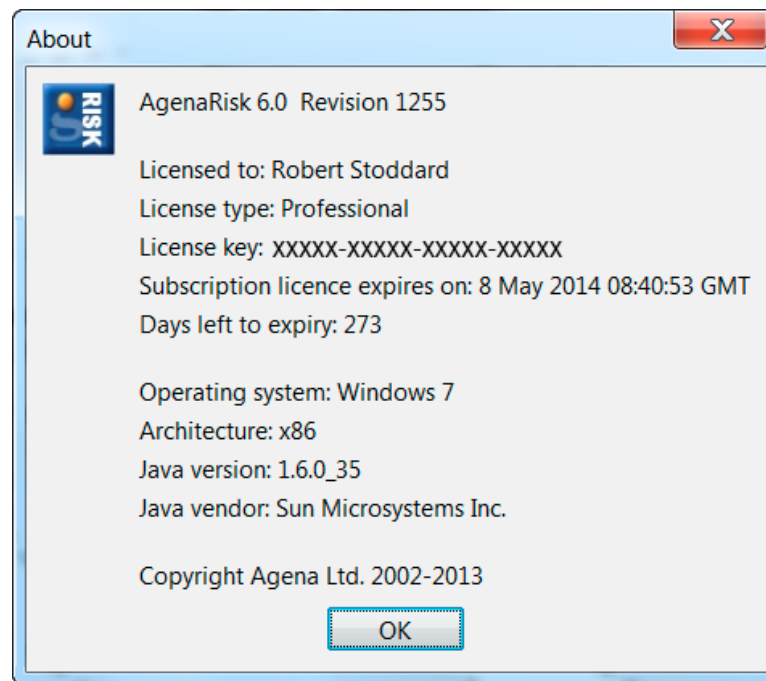 About
RISK
AgenaRisk 6.0 Revision 1255
Licensed to: Robert Stoddard
License type: Professional
License key: XXXXX-XXXXX-XXXXX-XXXXX
Subscription licence expires on: 8 May 2014 08:40:53 GMT
Days left to expiry: 273
Operating system: Windows 7
Architecture: x86
Java version: 1.6.0_35
Java vendor: Sun Microsystems Inc.
Copyright Agena Ltd. 2002-2013
OK